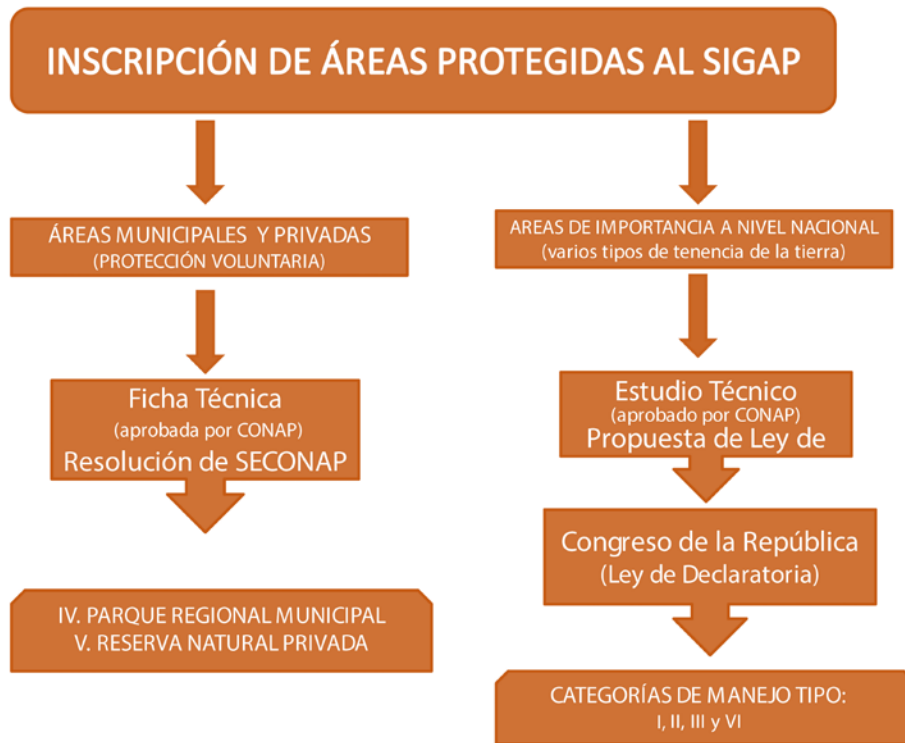 INSCRIPCIÓN DE ÁREAS PROTEGIDAS AL SIGAP
ÁREAS MUNICIPALES Y PRIVADAS
(PROTECCIÓN VOLUNTARIA)
Ficha Técnica
(aprobada por CONAP)
Resolución de SECONAP
IV. PARQUE REGIONAL MUNICIPAL
V. RESERVA NATURAL PRIVADA
AREAS DE IMPORTANCIA A NIVEL NACIONAL
(varios tipos de tenencia de la tierra)
Estudio Técnico
(aprobado por CONAP)
Propuesta de Ley de
Congreso de la República
(Ley de Declaratoria)
CATEGORÍAS DE MANEJO TIPO:
I, II, III y VI